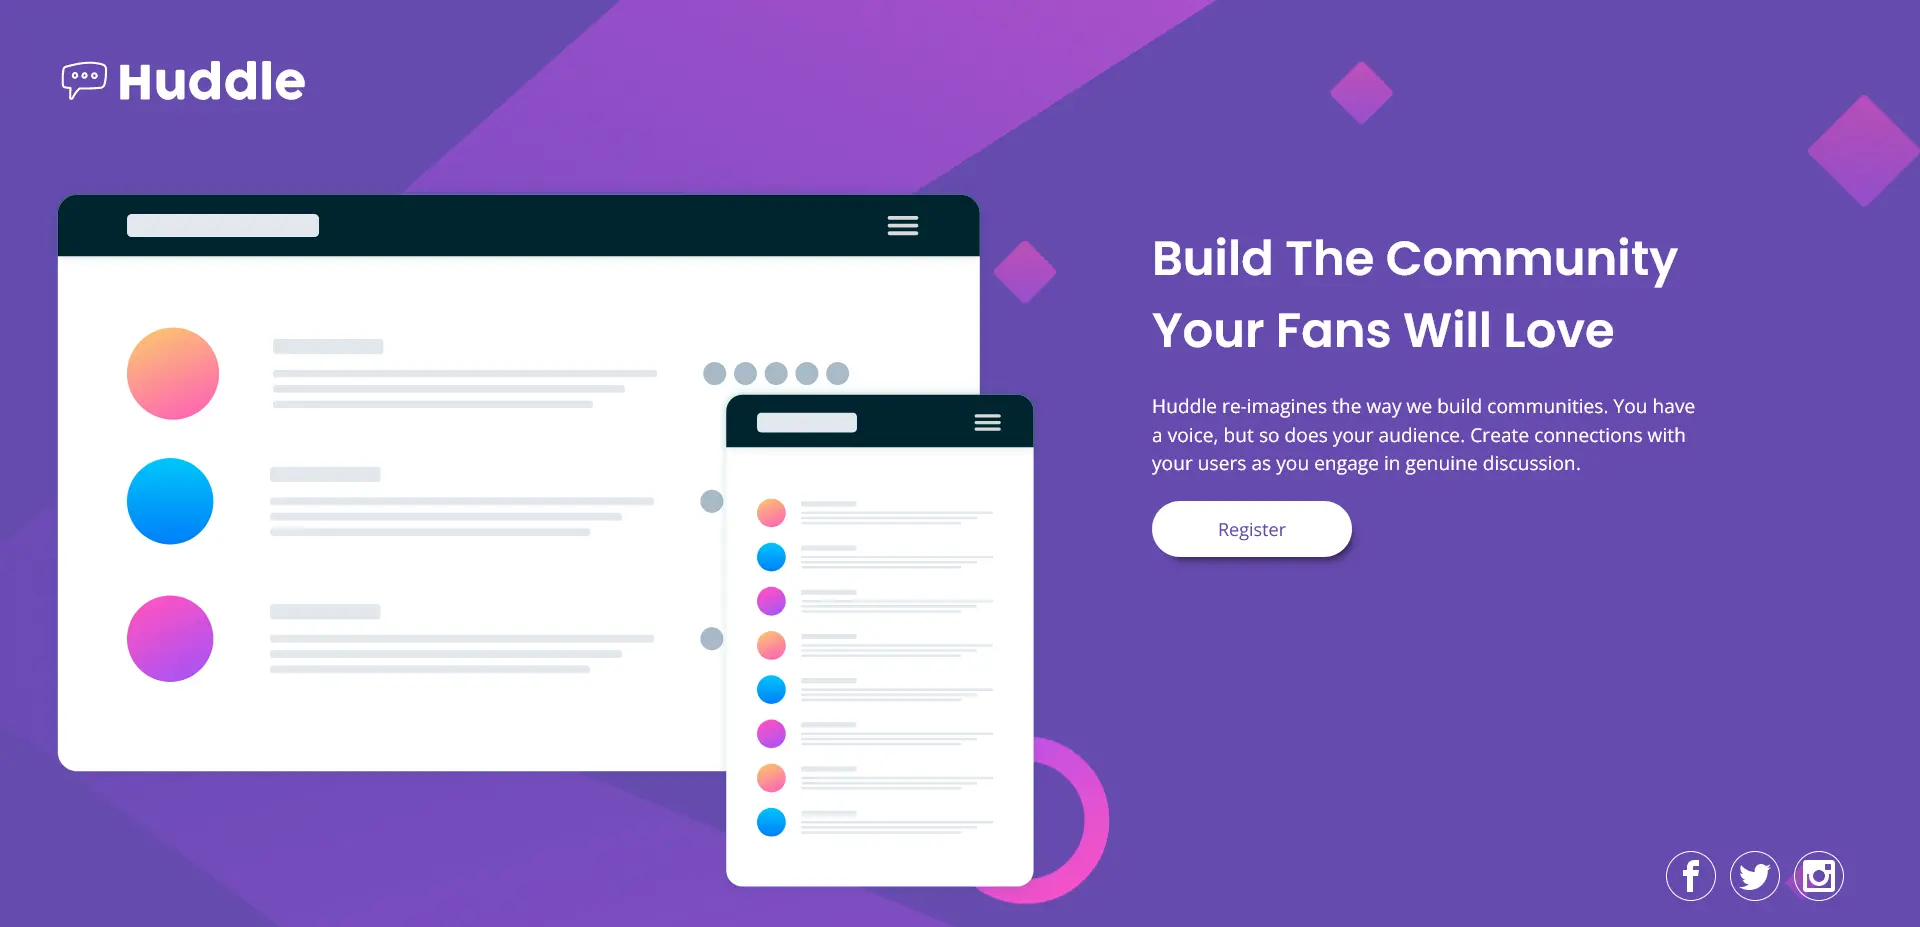 Huddle
Build The Community
Your Fans Will Love
Huddle re-imagines the way we build communities. You have
a voice, but so does your audience. Create connections with
your users as you engage in genuine discussion.
Register